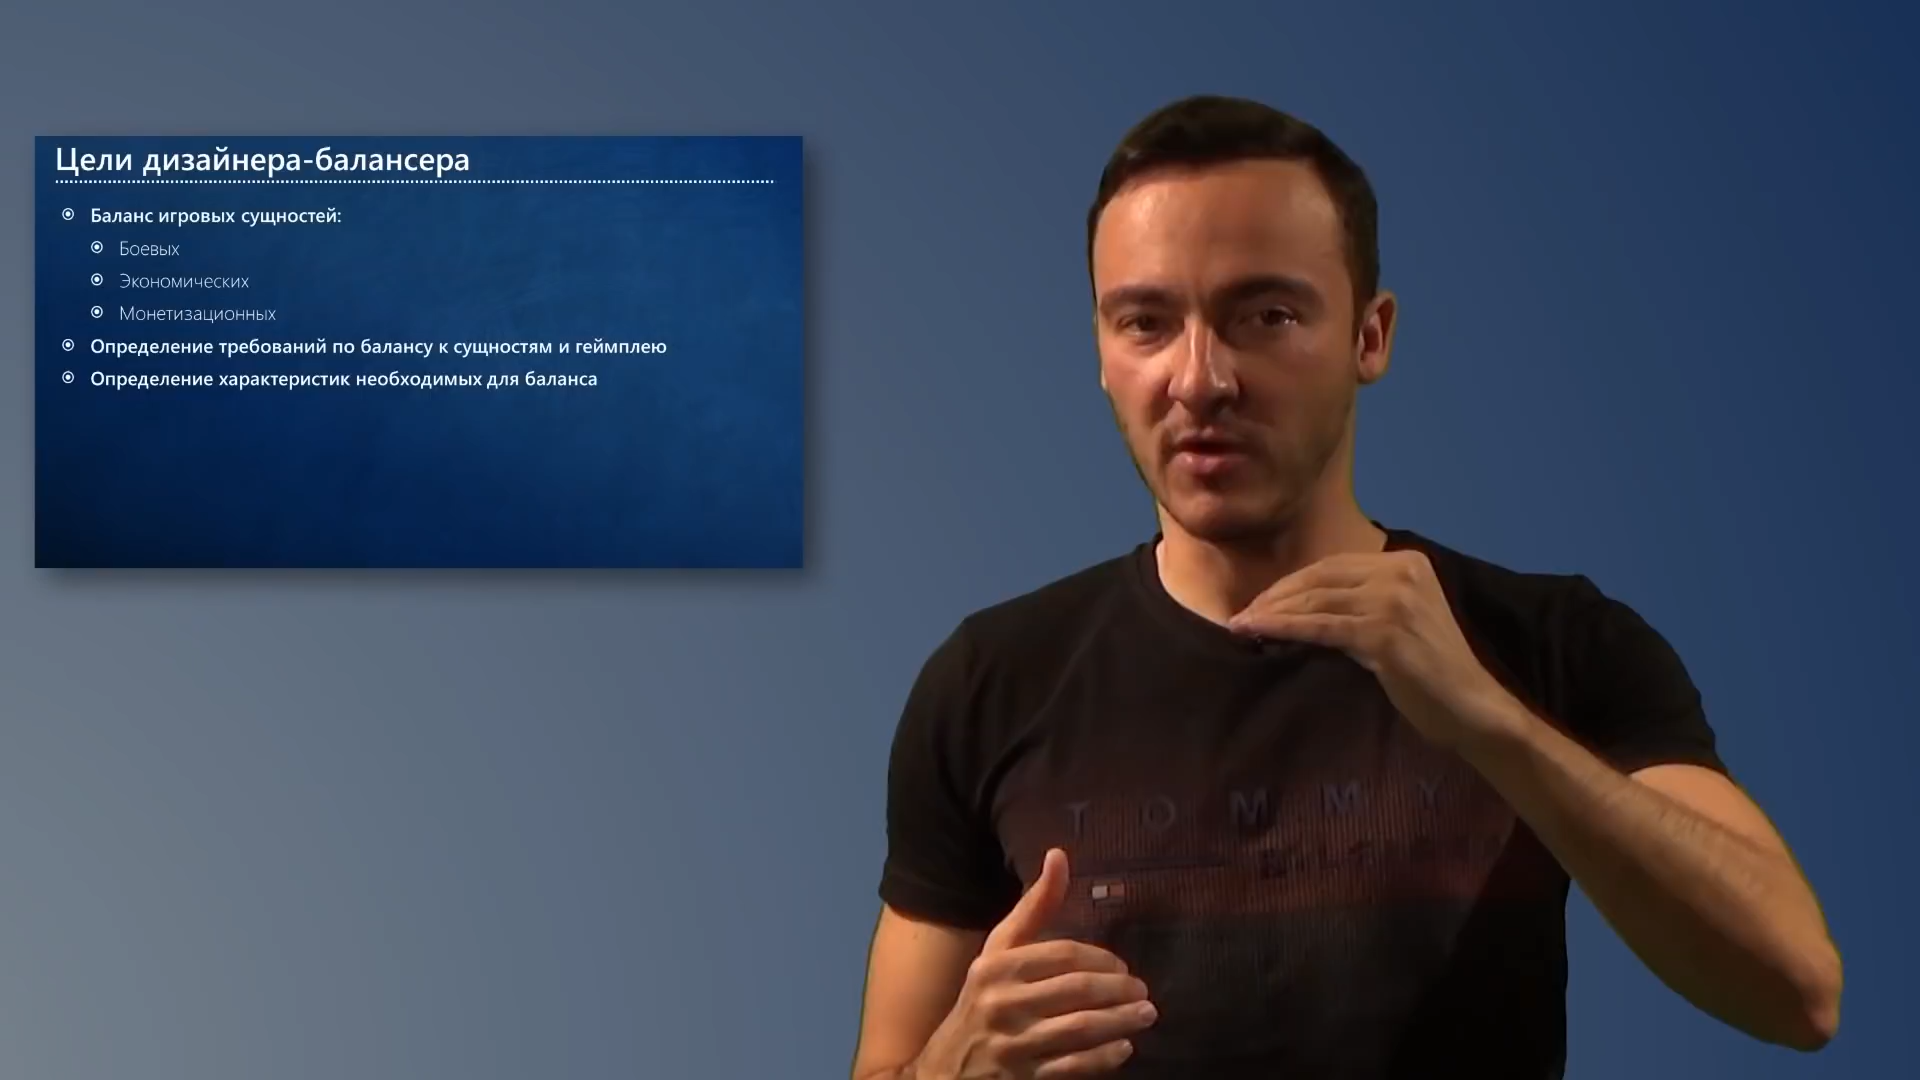 Цели дизайнера-балансера
Баланс игровых сущностей:
Боевых
Экономических
Монетизационных
Определение требований по балансу к сущностям и геймплею
Определение характеристик необходимых для баланса
TOMMY